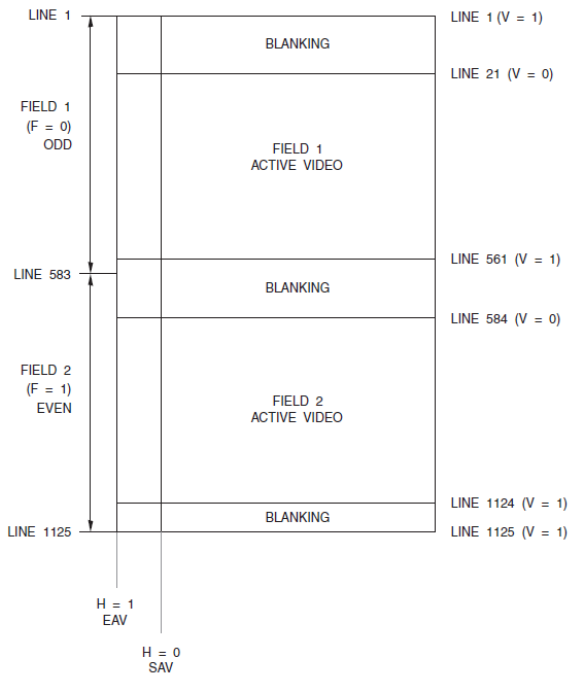 LINE 1
LINE 1 (V = 1)
BLANKING
LINE 21 (V = 0)
FIELD 1
(F = 0)
ODD
FIELD 1
ACTIVE VIDEO
LINE 561 (V = 1)
LINE 583
BLANKING
LINE 584 (V = 0)
FIELD 2
(F = 1)
EVEN
FIELD 2
ACTIVE VIDEO
LINE 1124 (V = 1)
BLANKING
LINE 1125
LINE 1125 (V = 1)
H = 1
EAV
H = 0
SAV